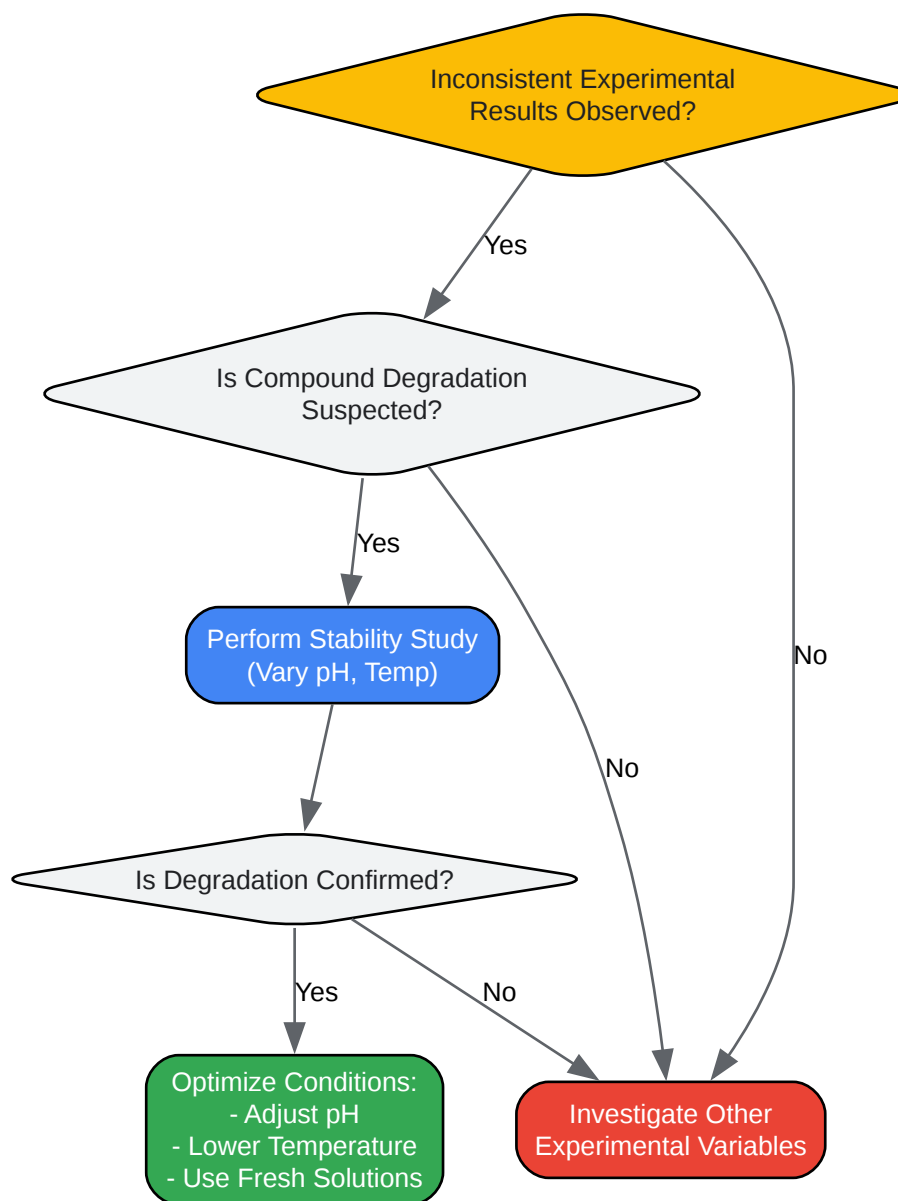 Inconsistent Experimental
Results Observed?
Yes
Is Compound Degradation
Suspected?
Yes
Perform Stability Study
(Vary pH, Temp)
No
No
Is Degradation Confirmed?
Yes
No
Optimize Conditions:
- Adjust pH
- Lower Temperature
- Use Fresh Solutions
Investigate Other
Experimental Variables